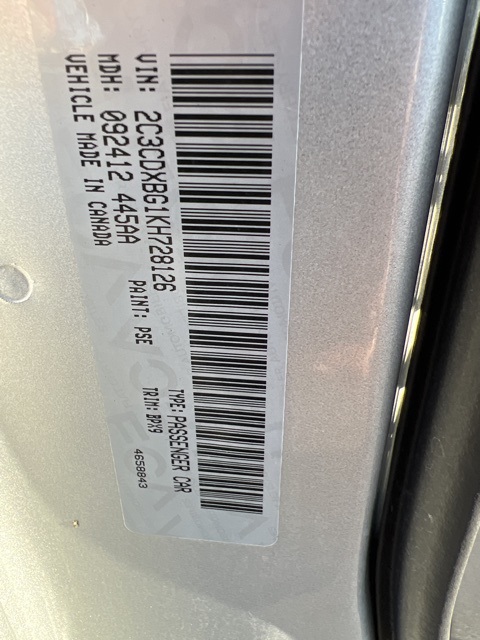 VIN: 2C3CDXBG1KH728126
MDH: 092412 445AA
VEHICLE MADE IN CANADA
PAINT: PSE
TYPE: PASSENGER CAR
TRIM: BPX9
4658843